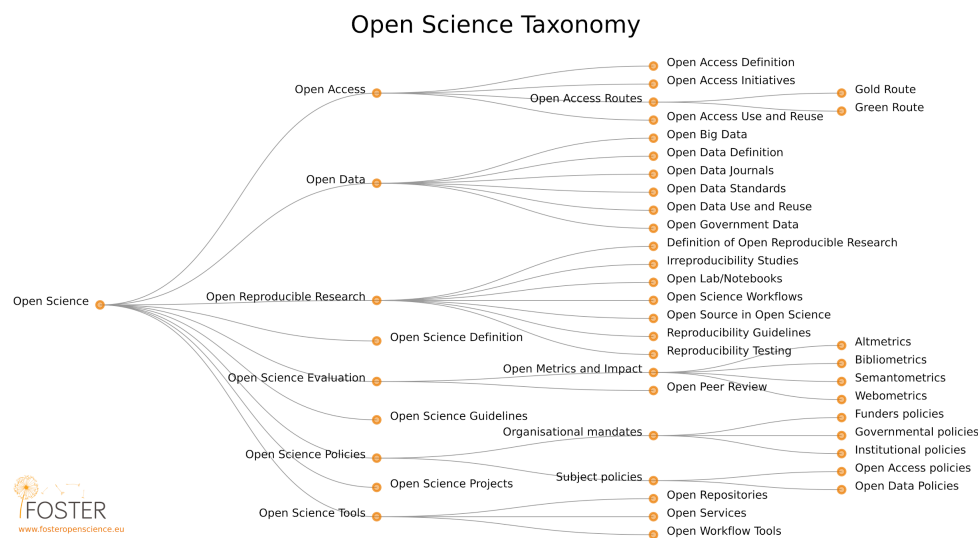 Open Science Taxonomy
Open Science
Open Access
Open Access Definition
Open Access Initiatives
Open Access Routes
Gold Route
Green Route
Open Access Use and Reuse
Open Data
Open Big Data
Open Data Definition
Open Data Journals
Open Data Standards
Open Data Use and Reuse
Open Government Data
Open Reproducible Research
Definition of Open Reproducible Research
Irreproducibility Studies
Open Lab/Notebooks
Open Science Workflows
Open Source in Open Science
Reproducibility Guidelines
Reproducibility Testing
Open Science Definition
Open Science Evaluation
Open Metrics and Impact
Altmetrics
Bibliometrics
Semantometrics
Webometrics
Open Peer Review
Open Science Guidelines
Open Science Policies
Organisational mandates
Funders policies
Governmental policies
Institutional policies
Subject policies
Open Access policies
Open Data Policies
Open Science Projects
Open Science Tools
Open Repositories
Open Services
Open Workflow Tools
FOSTER
www.fosteropenscience.eu